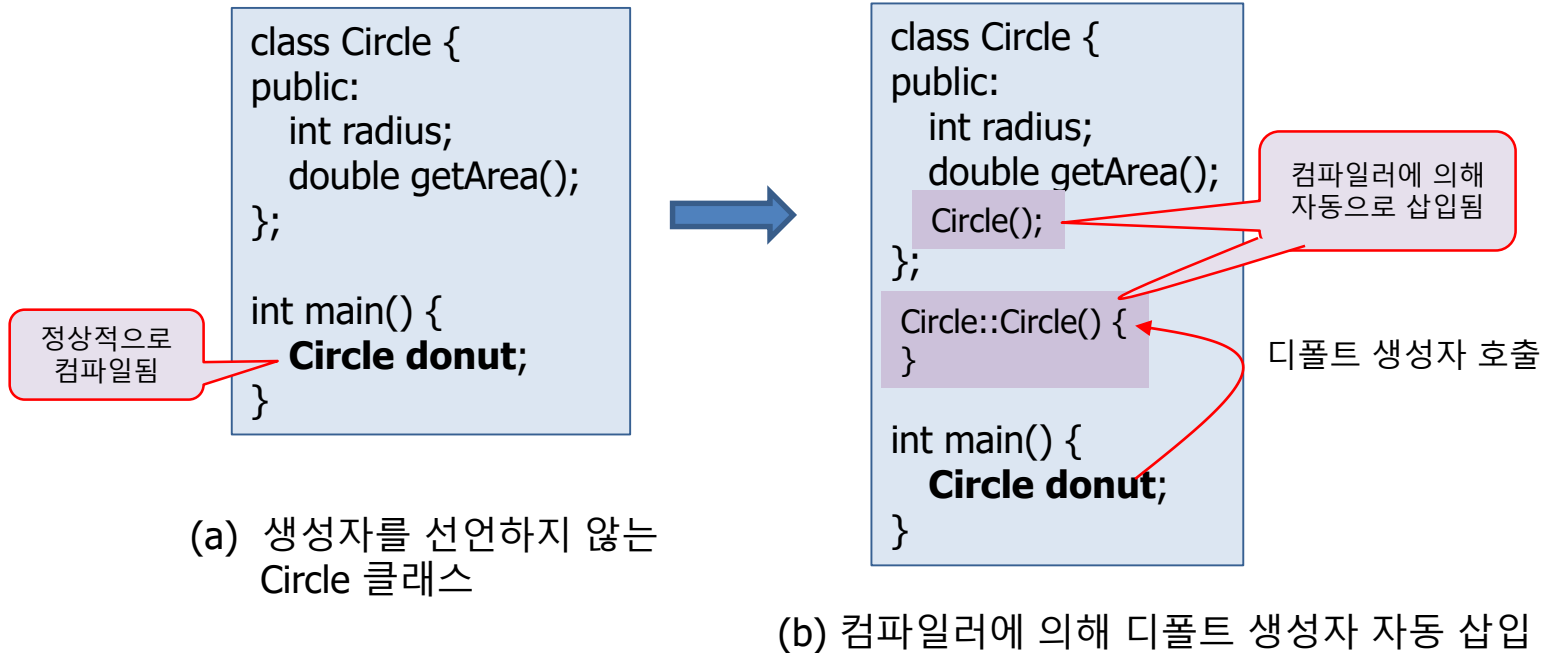 class Circle {
public:
int radius;
double getArea();
};
int main() {
Circle donut;
}
정상적으로
컴파일됨
(a) 생성자를 선언하지 않는
Circle 클래스
class Circle {
public:
int radius;
double getArea();
Circle();
};
Circle::Circle() {
}
int main() {
Circle donut;
}
컴파일러에 의해
자동으로 삽입됨
디폴트 생성자 호출
(b) 컴파일러에 의해 디폴트 생성자 자동 삽입